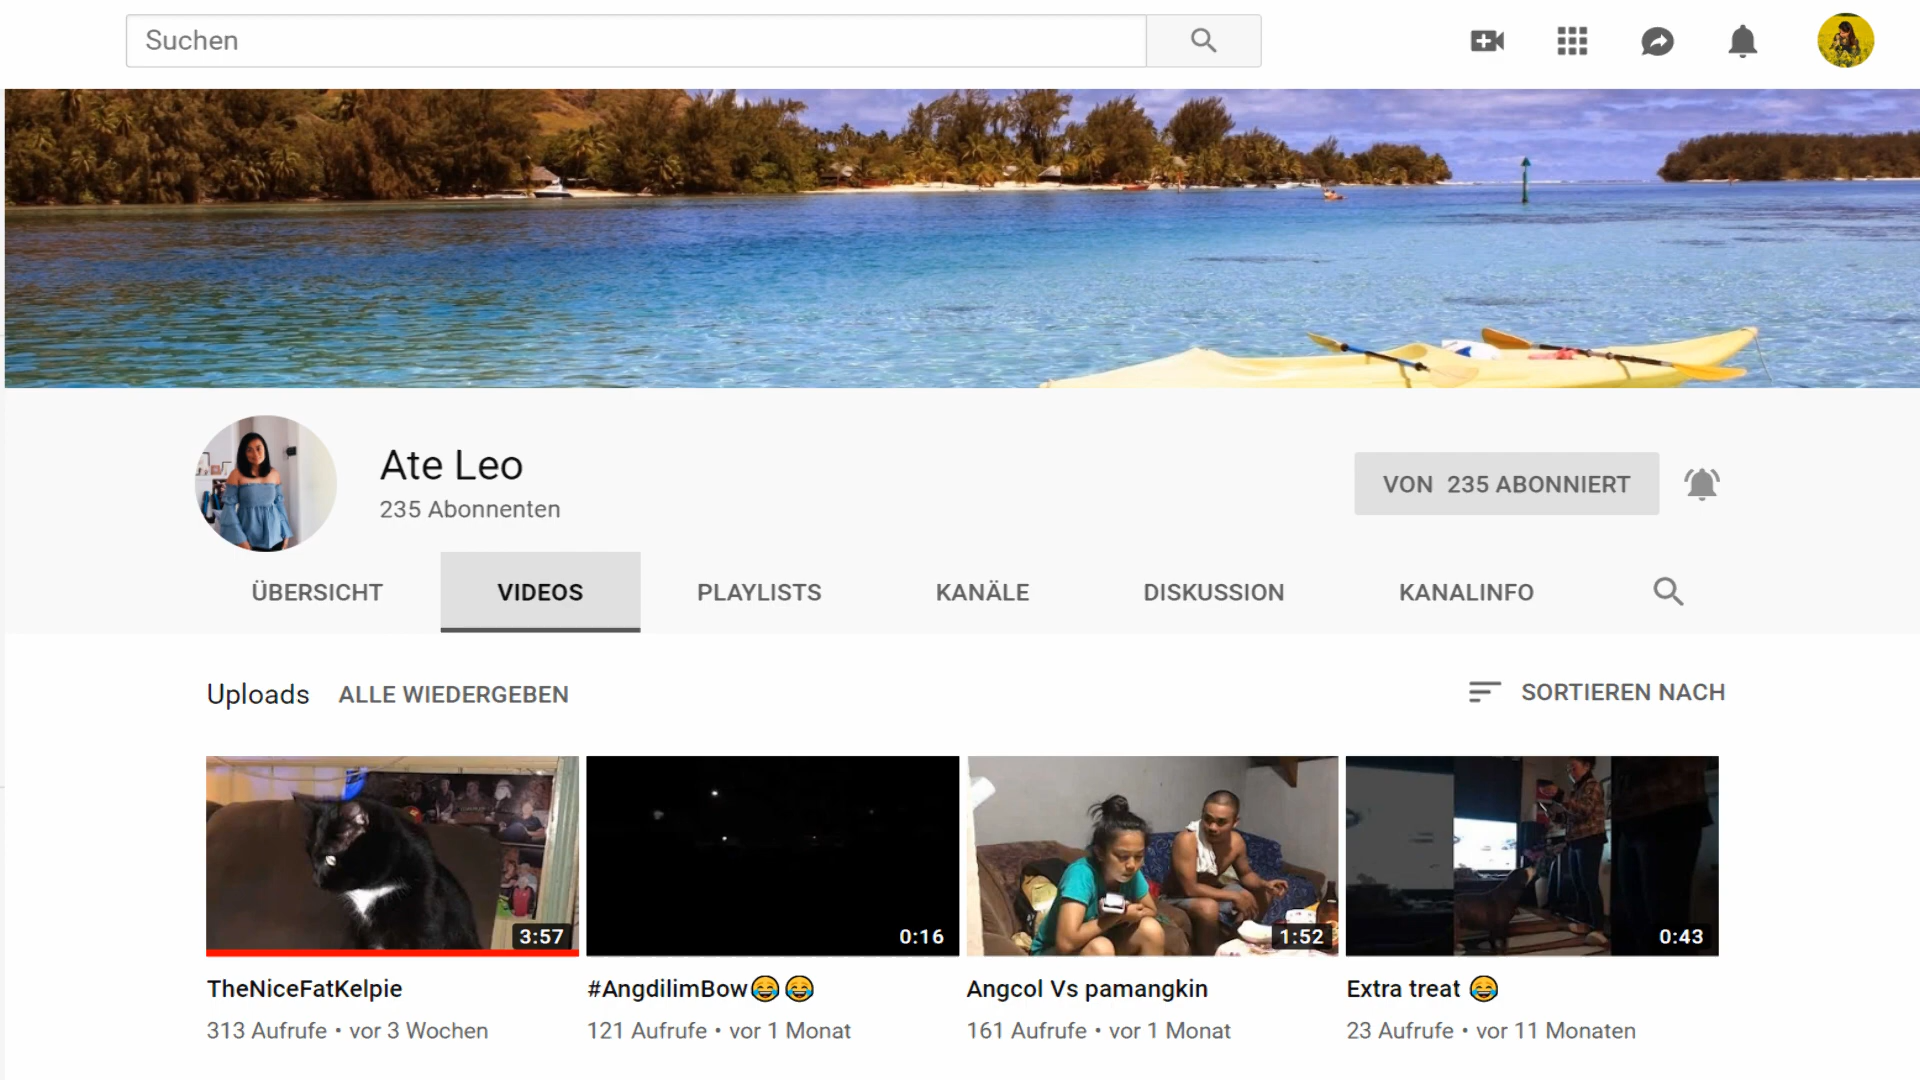 Suchen
Ate Leo
235 Abonnenten
VON 235 ABONNIERT
ÜBERSICHT VIDEOS PLAYLISTS KANÄLE DISKUSSION KANALINFO
Uploads ALLE WIEDERGEBEN SORTIEREN NACH
3:57 0:16 1:52 0:43
TheNiceFatKelpie #AngdilimBow😂😂 Angcol Vs pamangkin Extra treat 😂
313 Aufrufe • vor 3 Wochen 121 Aufrufe • vor 1 Monat 161 Aufrufe • vor 1 Monat 23 Aufrufe • vor 11 Monaten